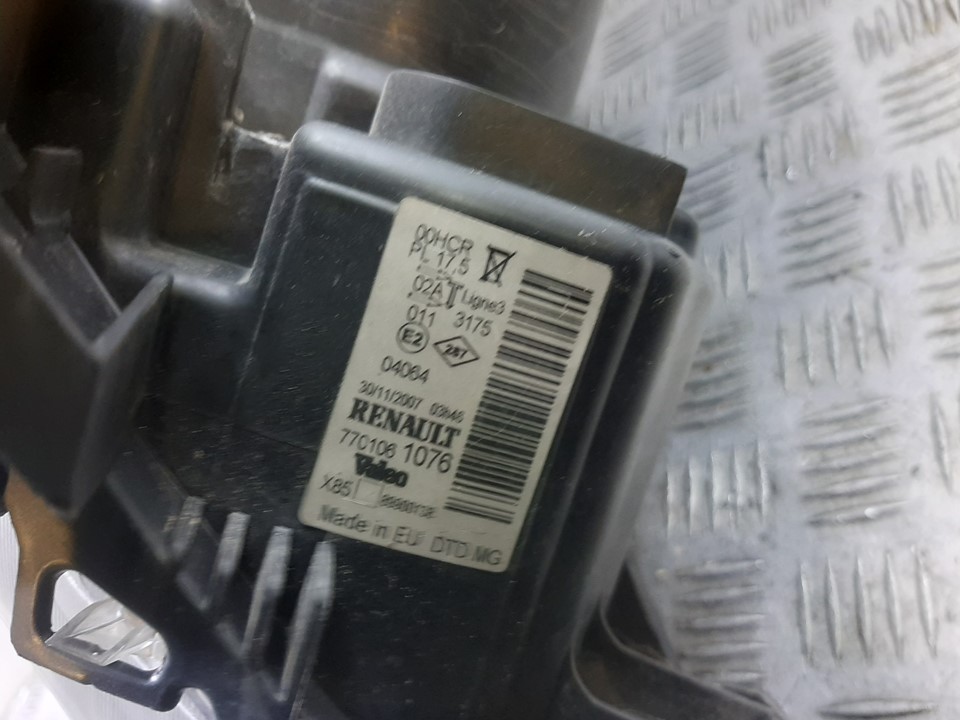 00HCR
PL 17,5
02A Ligne3
011 3175
E2 287
04064
30/11/2007 03h46
RENAULT
770106 1076
Valeo
X85
Made in EU DTD MG